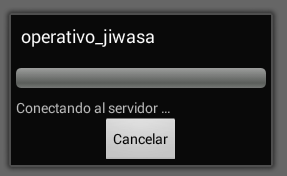 operativo_jiwasa
Conectando al servidor ...
Cancelar